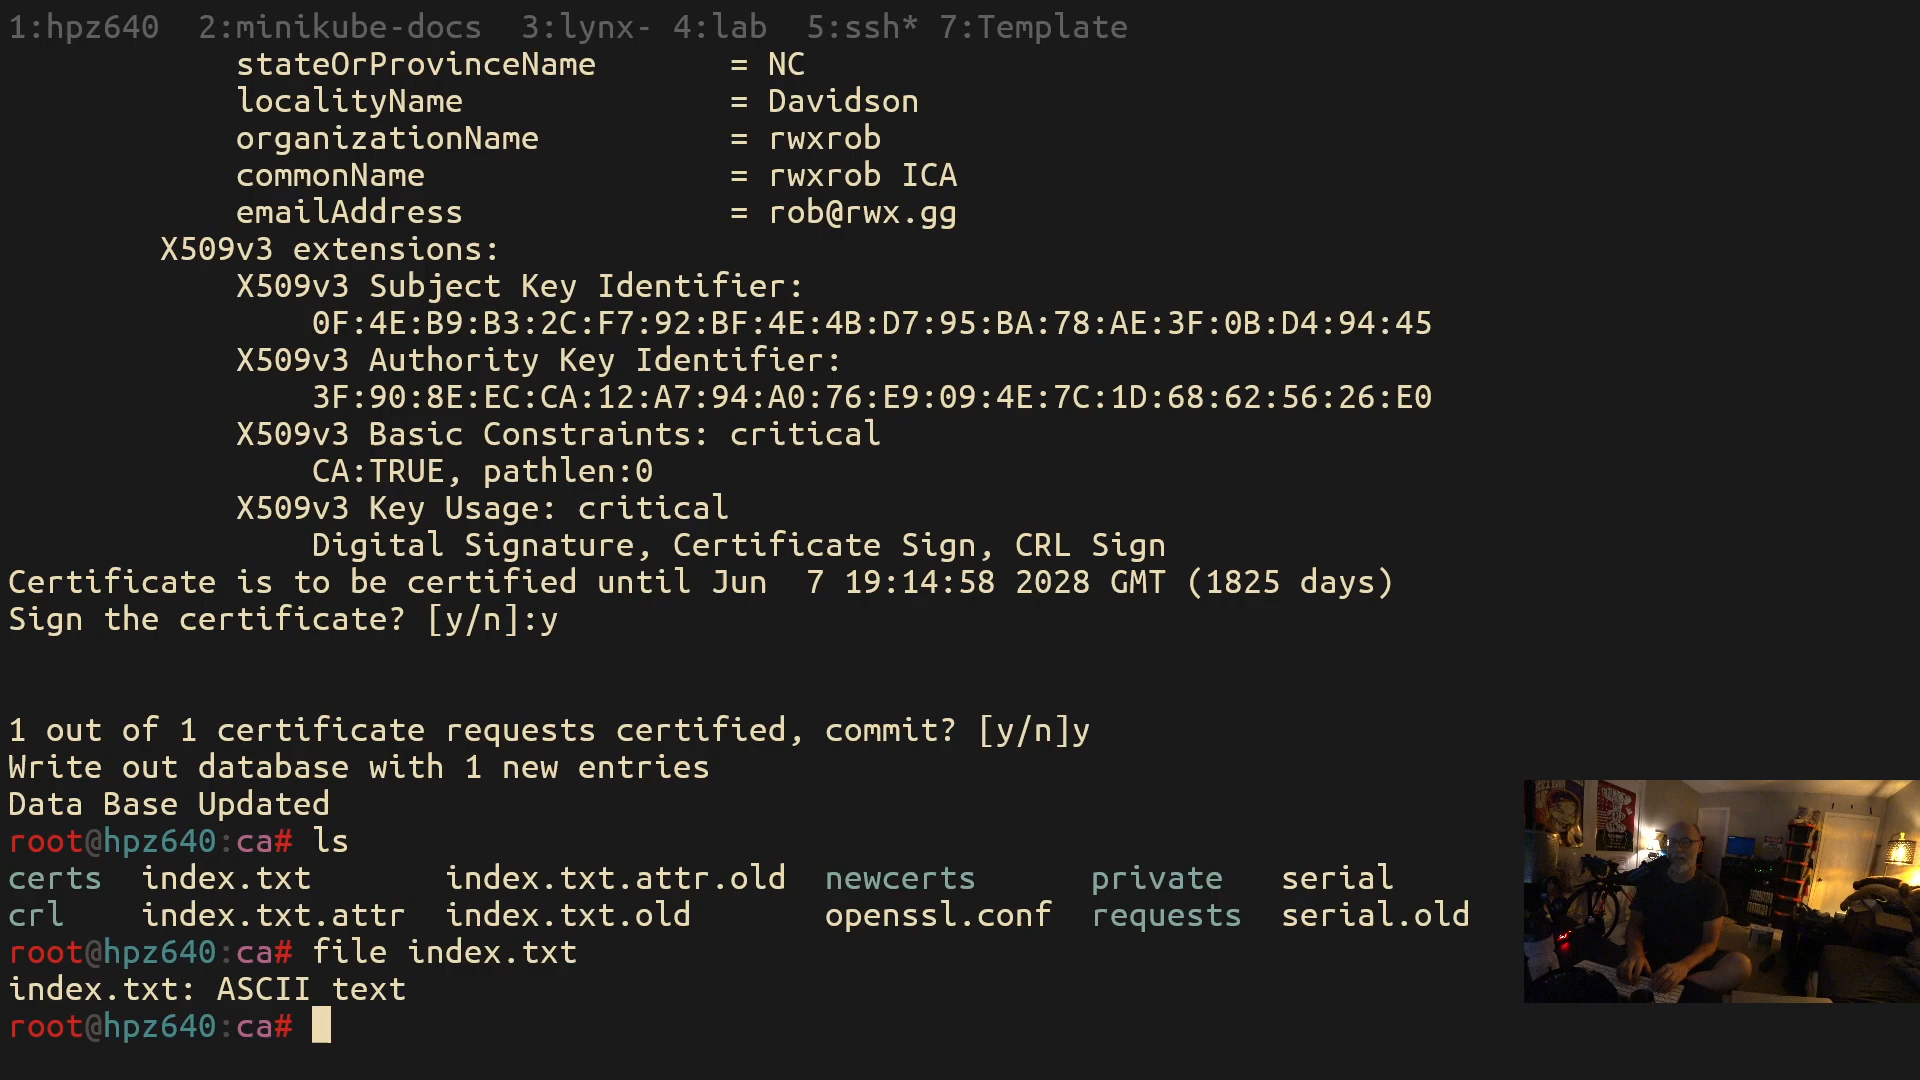 1:hpz640  2:minikube-docs  3:lynx- 4:lab  5:ssh* 7:Template
            stateOrProvinceName       = NC
            localityName              = Davidson
            organizationName          = rwxrob
            commonName                = rwxrob ICA
            emailAddress              = rob@rwx.gg
        X509v3 extensions:
            X509v3 Subject Key Identifier:
                0F:4E:B9:B3:2C:F7:92:BF:4E:4B:D7:95:BA:78:AE:3F:0B:D4:94:45
            X509v3 Authority Key Identifier:
                3F:90:8E:EC:CA:12:A7:94:A0:76:E9:09:4E:7C:1D:68:62:56:26:E0
            X509v3 Basic Constraints: critical
                CA:TRUE, pathlen:0
            X509v3 Key Usage: critical
                Digital Signature, Certificate Sign, CRL Sign
Certificate is to be certified until Jun  7 19:14:58 2028 GMT (1825 days)
Sign the certificate? [y/n]:y
1 out of 1 certificate requests certified, commit? [y/n]y
Write out database with 1 new entries
Data Base Updated
root@hpz640:ca# ls
certs  index.txt       index.txt.attr.old  newcerts      private   serial
crl    index.txt.attr  index.txt.old       openssl.conf  requests  serial.old
root@hpz640:ca# file index.txt
index.txt: ASCII text
root@hpz640:ca#